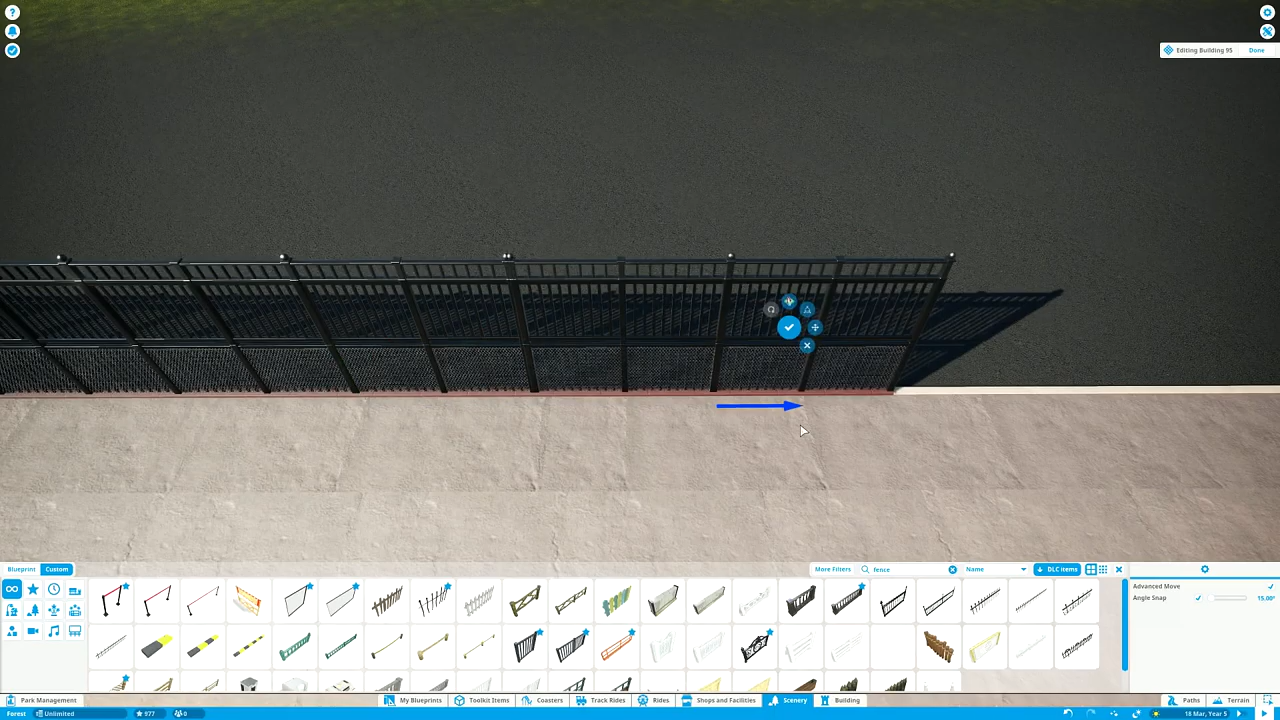 ?
Editing Building 95 Done
Blueprint Custom
More Filters fence Name DLC items
Advanced Move
Angle Snap 15.00°
Park Management My Blueprints Toolkit Items Coasters Track Rides Rides Shops and Facilities Scenery Building Paths Terrain
Forest Unlimited 977 0 18 Mar, Year 5